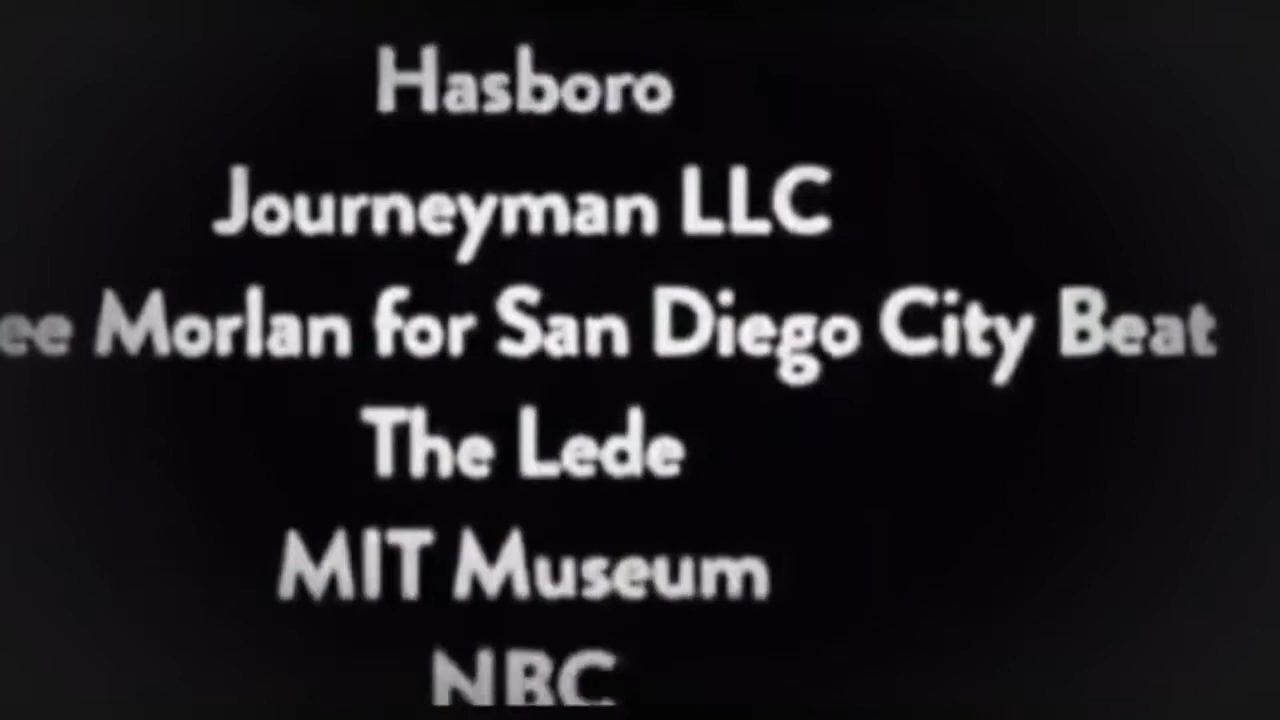 Hasboro
Journeyman LLC
Morlan for San Diego City Beat
The Lede
MIT Museum
NBC